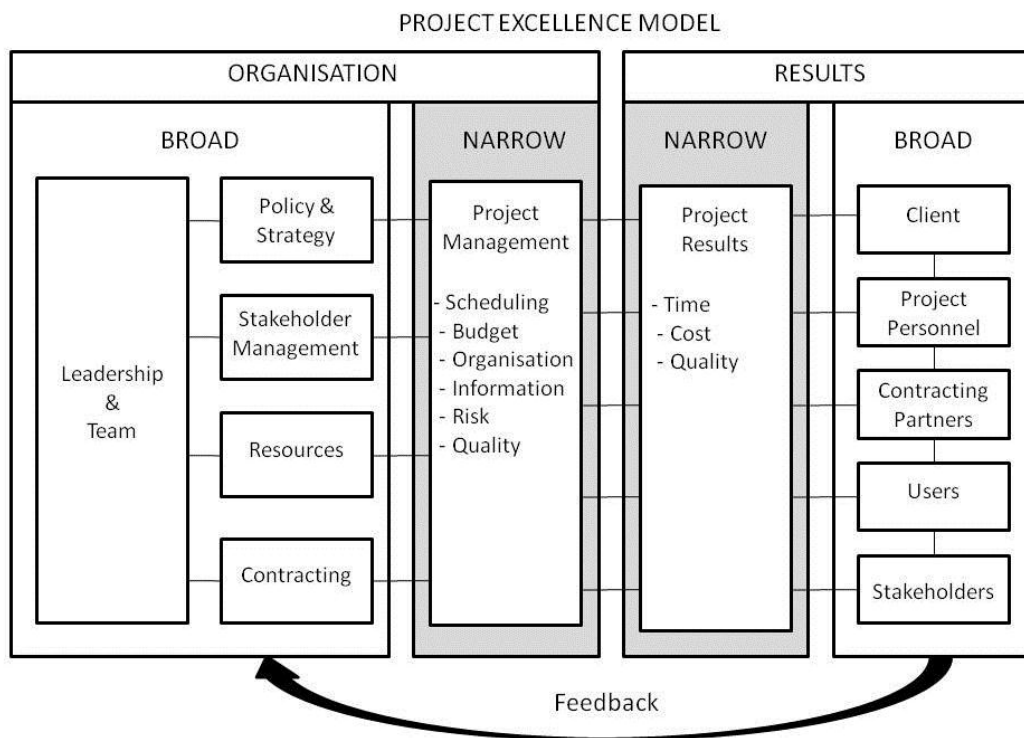 PROJECT EXCELLENCE MODEL
ORGANISATION
RESULTS
BROAD
NARROW
NARROW
BROAD
Leadership
&
Team
Policy &
Strategy
Stakeholder
Management
Resources
Contracting
Project
Management
- Scheduling
- Budget
- Organisation
- Information
- Risk
- Quality
Project
Results
- Time
- Cost
- Quality
Client
Project
Personnel
Contracting
Partners
Users
Stakeholders
Feedback